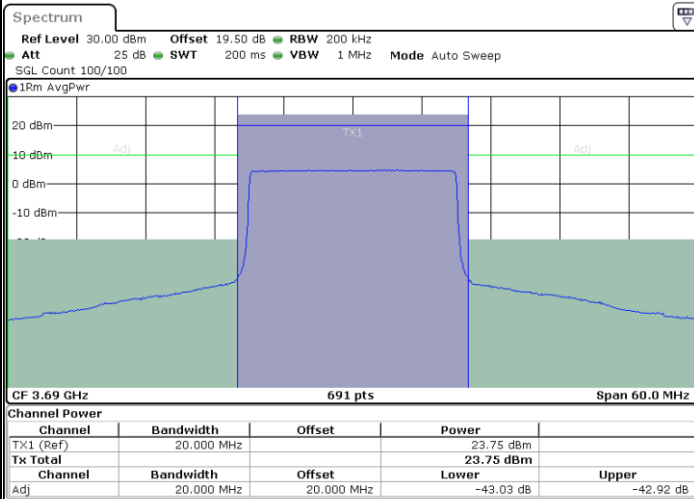 Spectrum
Ref Level 30.00 dBm Offset 19.50 dB RBW 200 kHz
Att 25 dB SWT 200 ms VBW 1 MHz Mode Auto Sweep
SGL Count 100/100
1Rm AvgPwr
20 dBm
TX1
Adj Adj
10 dBm
0 dBm
-10 dBm
CF 3.69 GHz 691 pts Span 60.0 MHz
Channel Power
Channel Bandwidth Offset Power
TX1 (Ref) 20.000 MHz 23.75 dBm
Tx Total 23.75 dBm
Channel Bandwidth Offset Lower Upper
Adj 20.000 MHz 20.000 MHz -43.03 dB -42.92 dB